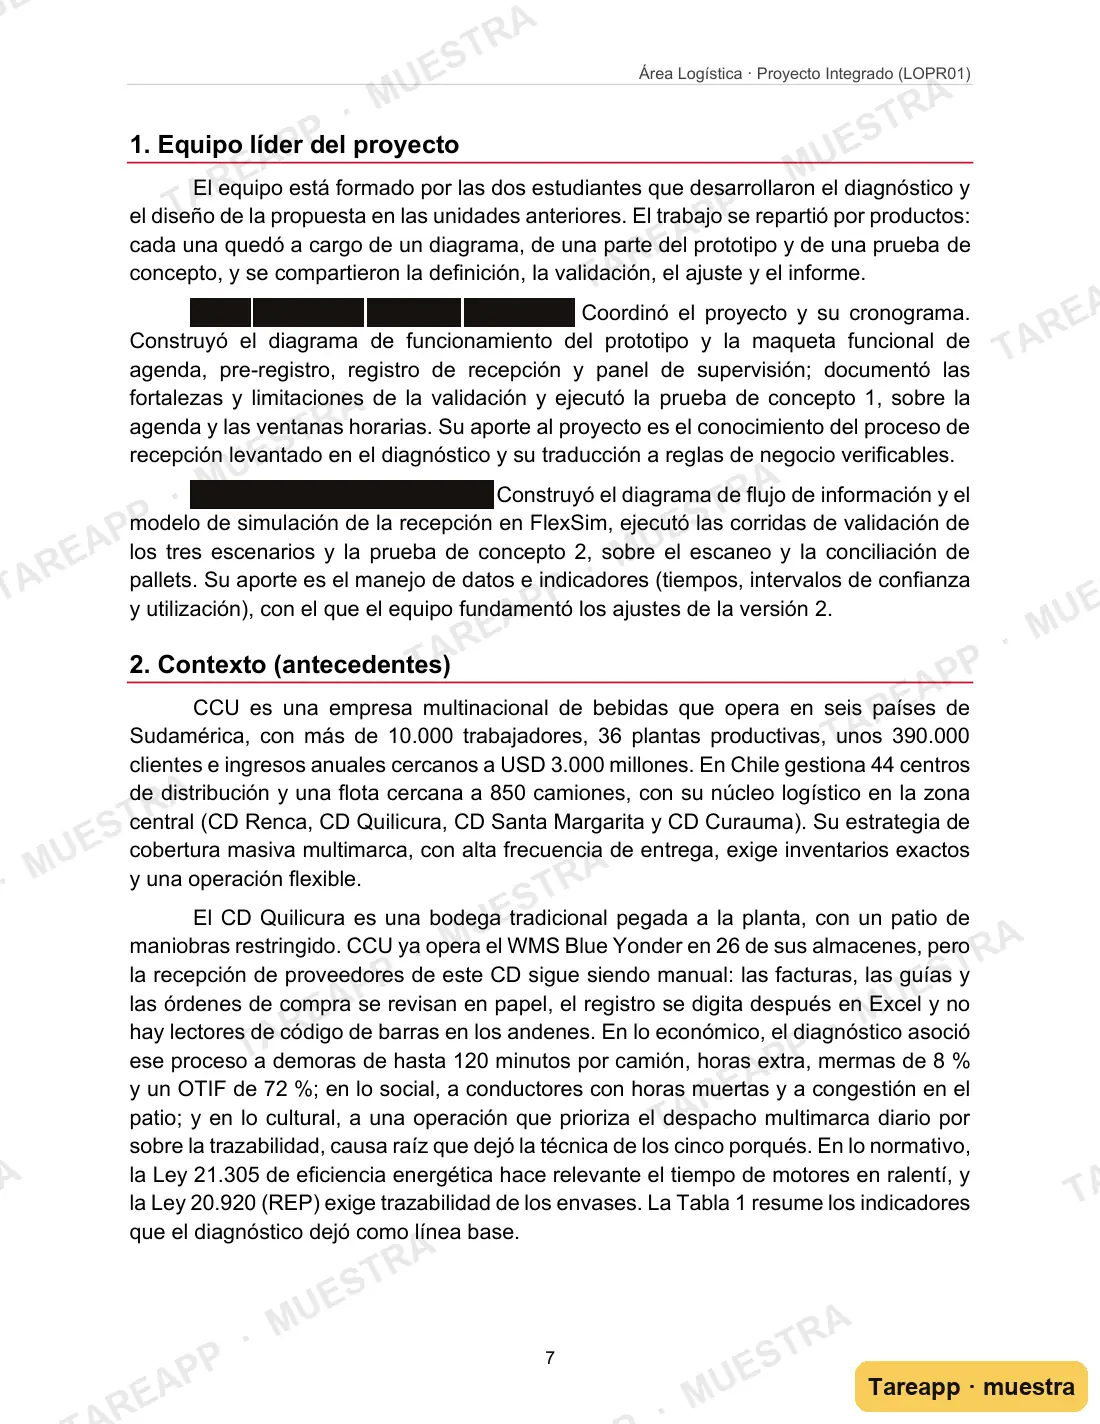 Área Logística · Proyecto Integrado (LOPR01)
1. Equipo líder del proyecto
El equipo está formado por las dos estudiantes que desarrollaron el diagnóstico y
el diseño de la propuesta en las unidades anteriores. El trabajo se repartió por productos:
cada una quedó a cargo de un diagrama, de una parte del prototipo y de una prueba de
concepto, y se compartieron la definición, la validación, el ajuste y el informe.
Coordinó el proyecto y su cronograma.
Construyó el diagrama de funcionamiento del prototipo y la maqueta funcional de
agenda, pre-registro, registro de recepción y panel de supervisión; documentó las
fortalezas y limitaciones de la validación y ejecutó la prueba de concepto 1, sobre la
agenda y las ventanas horarias. Su aporte al proyecto es el conocimiento del proceso de
recepción levantado en el diagnóstico y su traducción a reglas de negocio verificables.
Construyó el diagrama de flujo de información y el
modelo de simulación de la recepción en FlexSim, ejecutó las corridas de validación de
los tres escenarios y la prueba de concepto 2, sobre el escaneo y la conciliación de
pallets. Su aporte es el manejo de datos e indicadores (tiempos, intervalos de confianza
y utilización), con el que el equipo fundamentó los ajustes de la versión 2.
2. Contexto (antecedentes)
CCU es una empresa multinacional de bebidas que opera en seis países de
Sudamérica, con más de 10.000 trabajadores, 36 plantas productivas, unos 390.000
clientes e ingresos anuales cercanos a USD 3.000 millones. En Chile gestiona 44 centros
de distribución y una flota cercana a 850 camiones, con su núcleo logístico en la zona
central (CD Renca, CD Quilicura, CD Santa Margarita y CD Curauma). Su estrategia de
cobertura masiva multimarca, con alta frecuencia de entrega, exige inventarios exactos
y una operación flexible.
El CD Quilicura es una bodega tradicional pegada a la planta, con un patio de
maniobras restringido. CCU ya opera el WMS Blue Yonder en 26 de sus almacenes, pero
la recepción de proveedores de este CD sigue siendo manual: las facturas, las guías y
las órdenes de compra se revisan en papel, el registro se digita después en Excel y no
hay lectores de código de barras en los andenes. En lo económico, el diagnóstico asoció
ese proceso a demoras de hasta 120 minutos por camión, horas extra, mermas de 8 %
y un OTIF de 72 %; en lo social, a conductores con horas muertas y a congestión en el
patio; y en lo cultural, a una operación que prioriza el despacho multimarca diario por
sobre la trazabilidad, causa raíz que dejó la técnica de los cinco porqués. En lo normativo,
la Ley 21.305 de eficiencia energética hace relevante el tiempo de motores en ralentí, y
la Ley 20.920 (REP) exige trazabilidad de los envases. La Tabla 1 resume los indicadores
que el diagnóstico dejó como línea base.
7
Tareapp · muestra
TAREAPP · MUESTRA